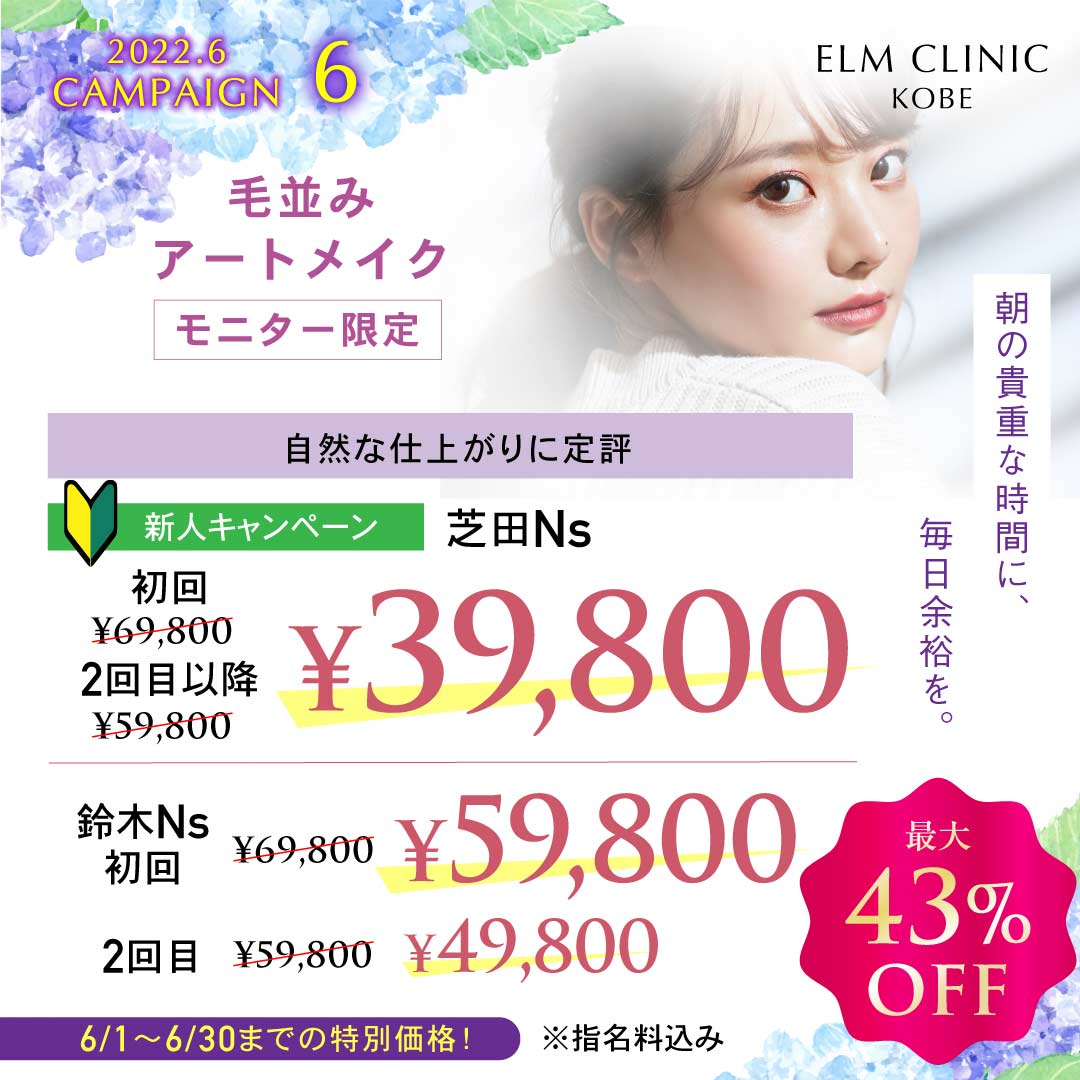 2022.6
CAMPAIGN 6
ELM CLINIC
KOBE
毛並み
アートメイク
モニター限定
朝の貴重な時間に、
毎日余裕を。
自然な仕上がりに定評
新人キャンペーン 芝田Ns
初回
¥69,800
2回目以降
¥59,800
¥39,800
鈴木Ns
初回
¥69,800 ¥59,800
2回目 ¥59,800 ¥49,800
最大
43%
OFF
6/1〜6/30までの特別価格！ ※指名料込み